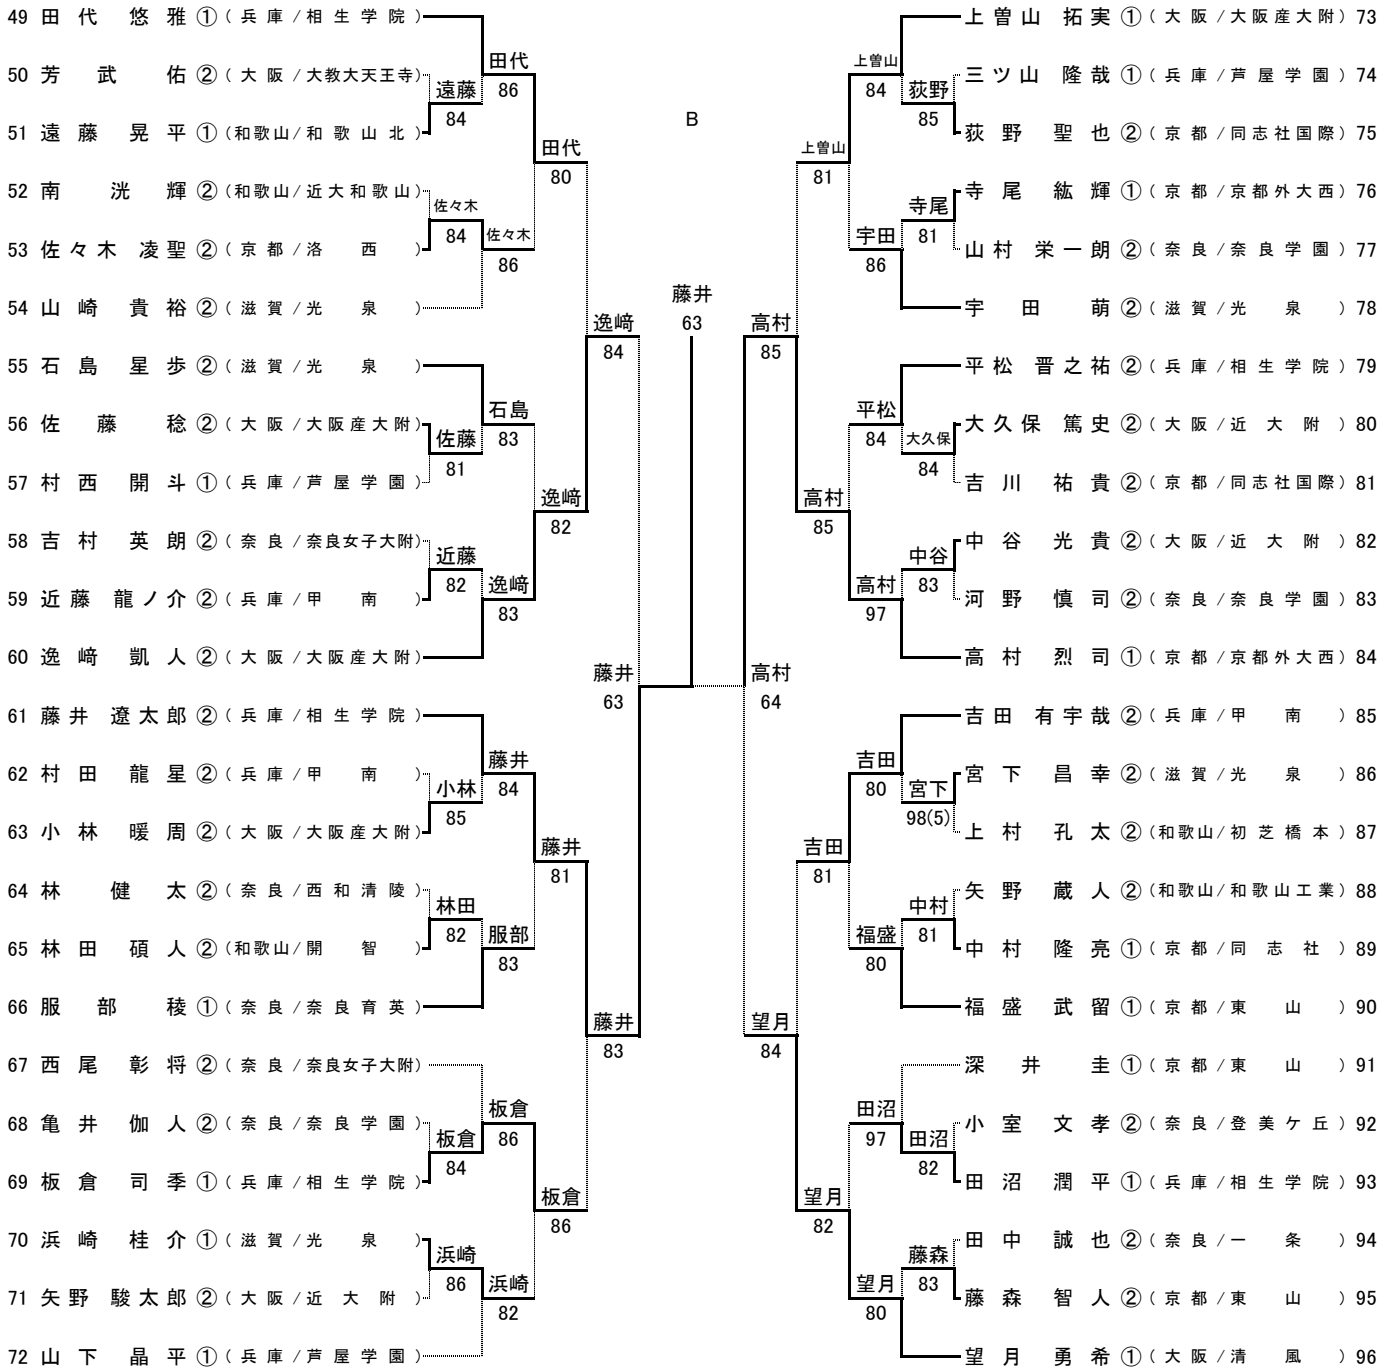 49 田代 悠雅 ① (兵庫/相生学院)
50 芳武 佑 ② (大阪/大教大天王寺)
51 遠藤 晃平 ① (和歌山/和歌山北)
52 南 洸輝 ② (和歌山/近大和歌山)
53 佐々木 凌聖 ② (京都/洛西)
54 山崎 貴裕 ② (滋賀/光泉)
55 石島 星歩 ② (滋賀/光泉)
56 佐藤 稔 ② (大阪/大阪産大附)
57 村西 開斗 ① (兵庫/芦屋学園)
58 吉村 英朗 ② (奈良/奈良女子大附)
59 近藤 龍ノ介 ② (兵庫/甲南)
60 逸﨑 凱人 ② (大阪/大阪産大附)
61 藤井 遼太郎 ② (兵庫/相生学院)
62 村田 龍星 ② (兵庫/甲南)
63 小林 暖周 ② (大阪/大阪産大附)
64 林 健太 ② (奈良/西和清陵)
65 林田 碩人 ② (和歌山/開智)
66 服部 稜 ① (奈良/奈良育英)
67 西尾 彰将 ② (奈良/奈良女子大附)
68 亀井 伽人 ② (奈良/奈良学園)
69 板倉 司季 ① (兵庫/相生学院)
70 浜崎 桂介 ① (滋賀/光泉)
71 矢野 駿太郎 ② (大阪/近大附)
72 山下 晶平 ① (兵庫/芦屋学園)
遠藤
84
佐々木
84
佐藤
81
近藤
82
小林
85
林田
82
板倉
84
浜崎
86
田代
86
佐々木
86
石島
83
逸﨑
83
藤井
84
服部
83
板倉
86
浜崎
82
田代
80
逸﨑
82
藤井
81
板倉
86
逸﨑
84
藤井
83
藤井
63
B
藤井
63
高村
64
高村
85
望月
84
上曽山
81
高村
85
吉田
81
望月
82
上曽山
84
宇田
86
平松
84
高村
97
吉田
80
福盛
80
田沼
97
望月
80
荻野
85
寺尾
81
大久保
84
中谷
83
宮下
98(5)
中村
81
田沼
82
藤森
83
上曽山 拓実 ① (大阪/大阪産大附) 73
三ツ山 隆哉 ① (兵庫/芦屋学園) 74
荻野 聖也 ② (京都/同志社国際) 75
寺尾 紘輝 ① (京都/京都外大西) 76
山村 栄一朗 ② (奈良/奈良学園) 77
宇田 萌 ② (滋賀/光泉) 78
平松 晋之祐 ② (兵庫/相生学院) 79
大久保 篤史 ② (大阪/近大附) 80
吉川 祐貴 ② (京都/同志社国際) 81
中谷 光貴 ② (大阪/近大附) 82
河野 慎司 ② (奈良/奈良学園) 83
高村 烈司 ① (京都/京都外大西) 84
吉田 有宇哉 ② (兵庫/甲南) 85
宮下 昌幸 ② (滋賀/光泉) 86
上村 孔太 ② (和歌山/初芝橋本) 87
矢野 蔵人 ② (和歌山/和歌山工業) 88
中村 隆亮 ① (京都/同志社) 89
福盛 武留 ① (京都/東山) 90
深井 圭 ① (京都/東山) 91
小室 文孝 ② (奈良/登美ケ丘) 92
田沼 潤平 ① (兵庫/相生学院) 93
田中 誠也 ② (奈良/一条) 94
藤森 智人 ② (京都/東山) 95
望月 勇希 ① (大阪/清風) 96